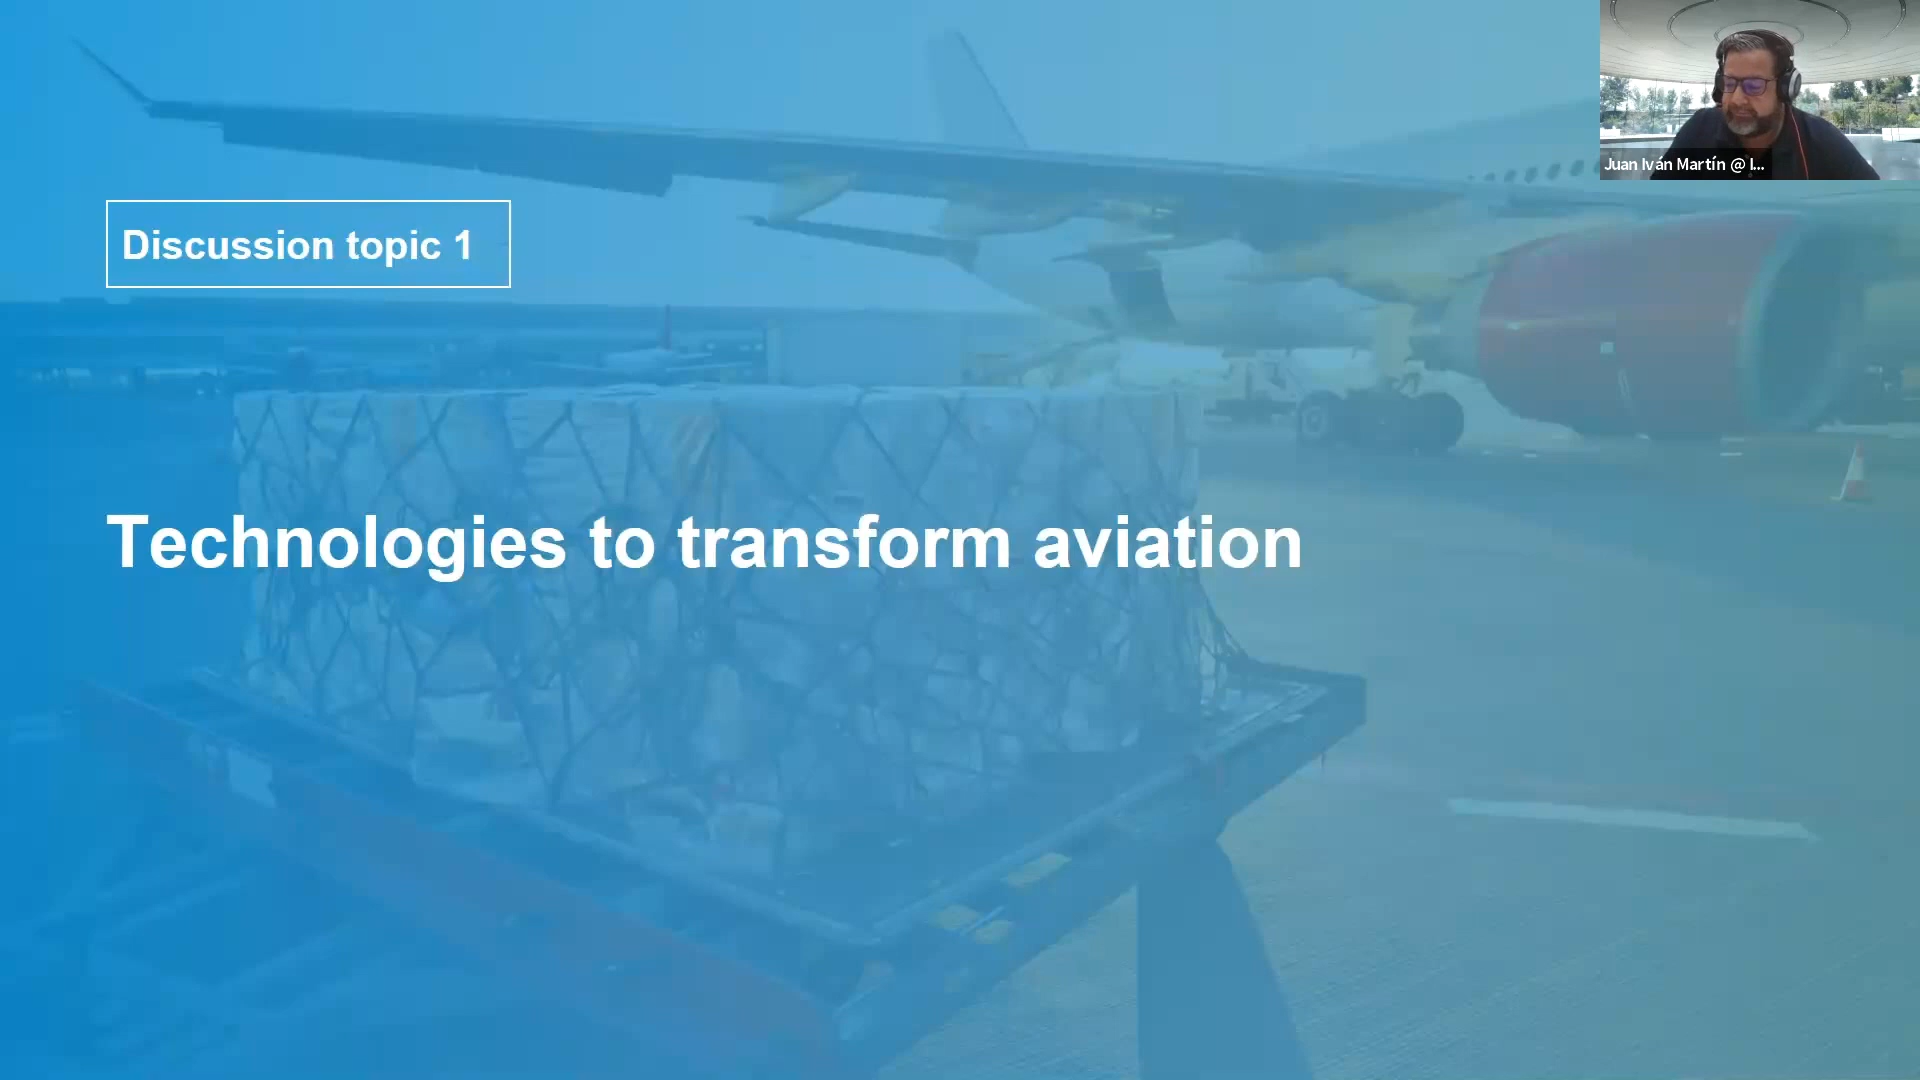 Discussion topic 1
Technologies to transform aviation
Juan Iván Martín @ I...